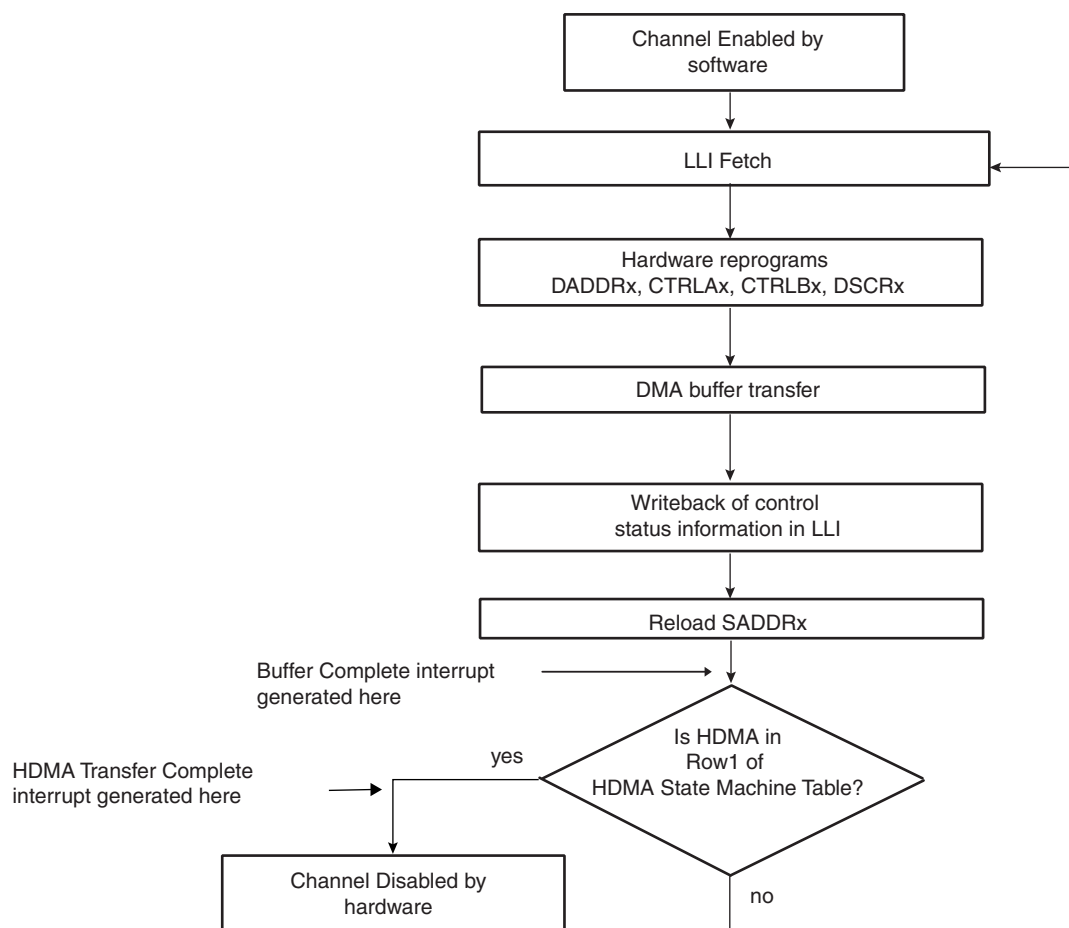 Channel Enabled by
software
LLI Fetch
Hardware reprograms
DADDRx, CTRLAx, CTRLBx, DSCRx
DMA buffer transfer
Writeback of control
status information in LLI
Reload SADDRx
Buffer Complete interrupt
generated here
Is HDMA in
Row1 of
HDMA State Machine Table?
yes
HDMA Transfer Complete
interrupt generated here
Channel Disabled by
hardware
no